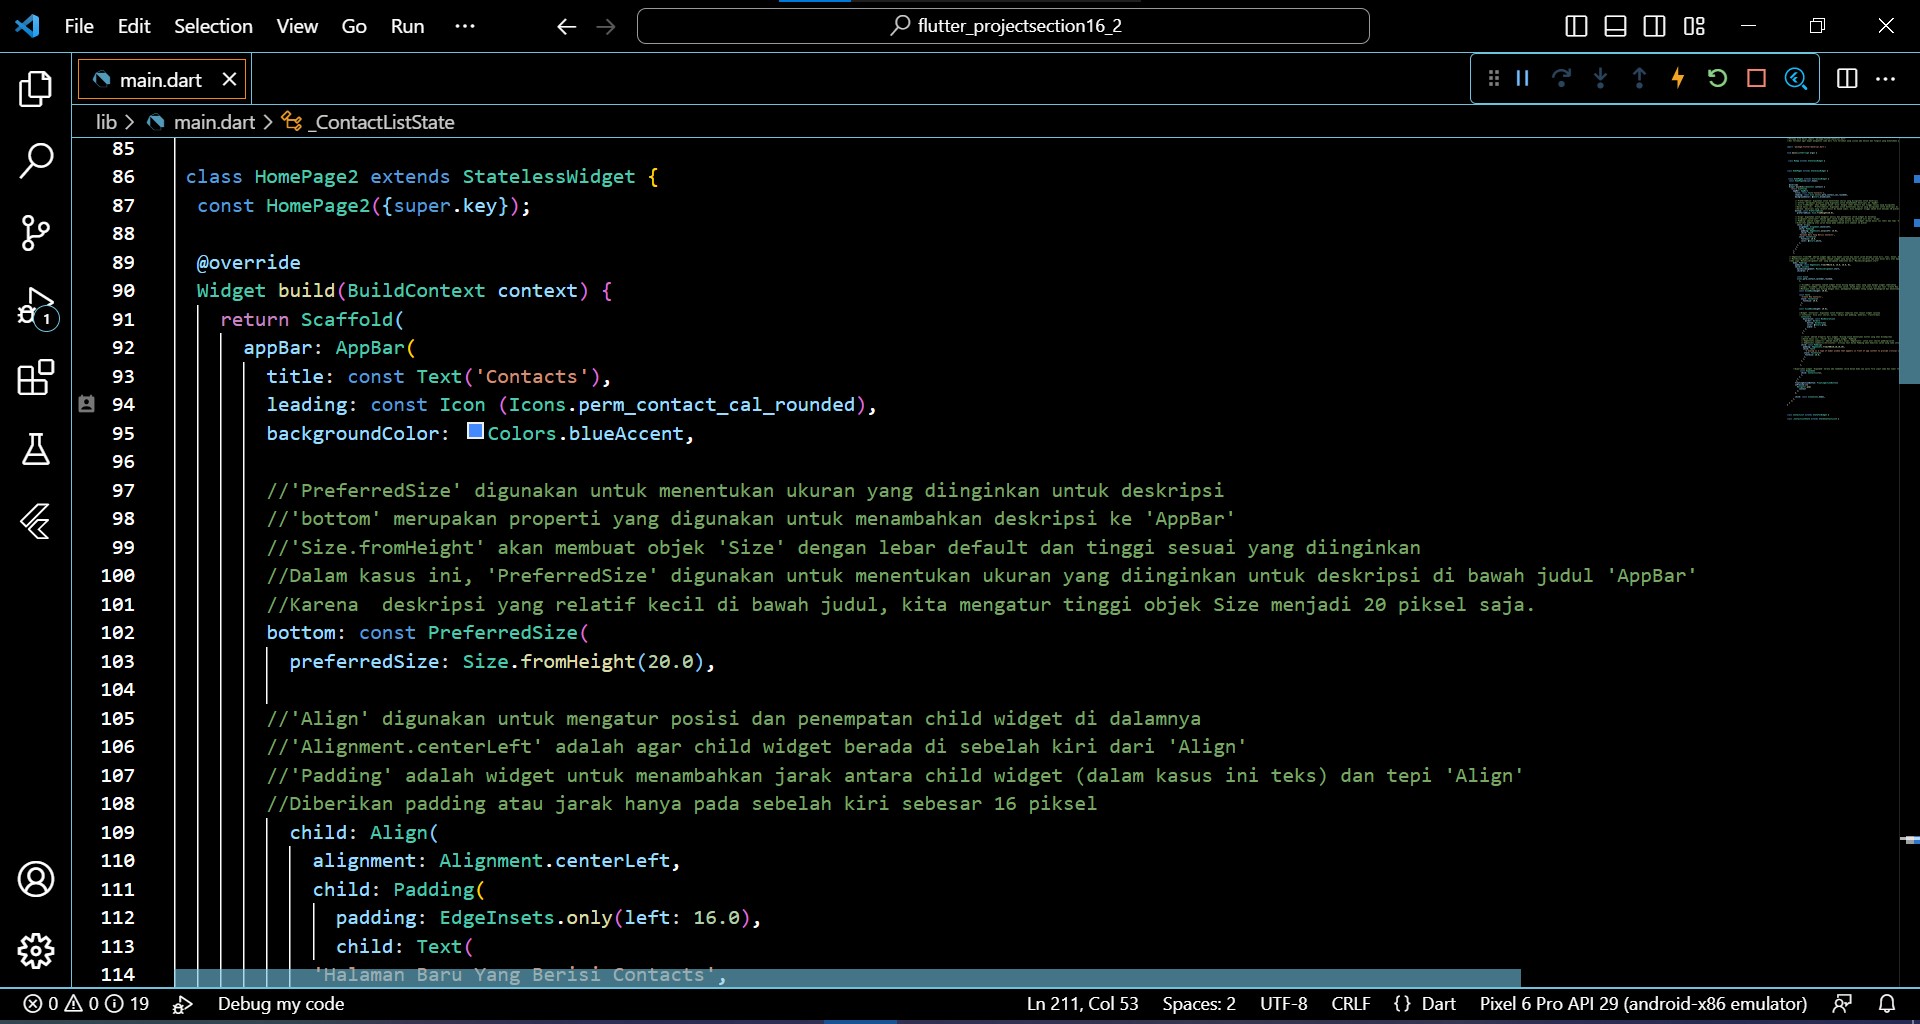 File Edit Selection View Go Run ···
flutter_projectsection16_2
main.dart
lib > main.dart > _ContactListState
85
86 class HomePage2 extends StatelessWidget {
87 const HomePage2({super.key});
88
89 @override
90 Widget build(BuildContext context) {
91 return Scaffold(
92 appBar: AppBar(
93 title: const Text('Contacts'),
94 leading: const Icon (Icons.perm_contact_cal_rounded),
95 backgroundColor: Colors.blueAccent,
96
97 //'PreferredSize' digunakan untuk menentukan ukuran yang diinginkan untuk deskripsi
98 //'bottom' merupakan properti yang digunakan untuk menambahkan deskripsi ke 'AppBar'
99 //'Size.fromHeight' akan membuat objek 'Size' dengan lebar default dan tinggi sesuai yang diinginkan
100 //Dalam kasus ini, 'PreferredSize' digunakan untuk menentukan ukuran yang diinginkan untuk deskripsi di bawah judul 'AppBar'
101 //Karena  deskripsi yang relatif kecil di bawah judul, kita mengatur tinggi objek Size menjadi 20 piksel saja.
102 bottom: const PreferredSize(
103 preferredSize: Size.fromHeight(20.0),
104
105 //'Align' digunakan untuk mengatur posisi dan penempatan child widget di dalamnya
106 //'Alignment.centerLeft' adalah agar child widget berada di sebelah kiri dari 'Align'
107 //'Padding' adalah widget untuk menambahkan jarak antara child widget (dalam kasus ini teks) dan tepi 'Align'
108 //Diberikan padding atau jarak hanya pada sebelah kiri sebesar 16 piksel
109 child: Align(
110 alignment: Alignment.centerLeft,
111 child: Padding(
112 padding: EdgeInsets.only(left: 16.0),
113 child: Text(
114 'Halaman Baru Yang Berisi Contacts',
1
0 0 19 Debug my code Ln 211, Col 53 Spaces: 2 UTF-8 CRLF {} Dart Pixel 6 Pro API 29 (android-x86 emulator)